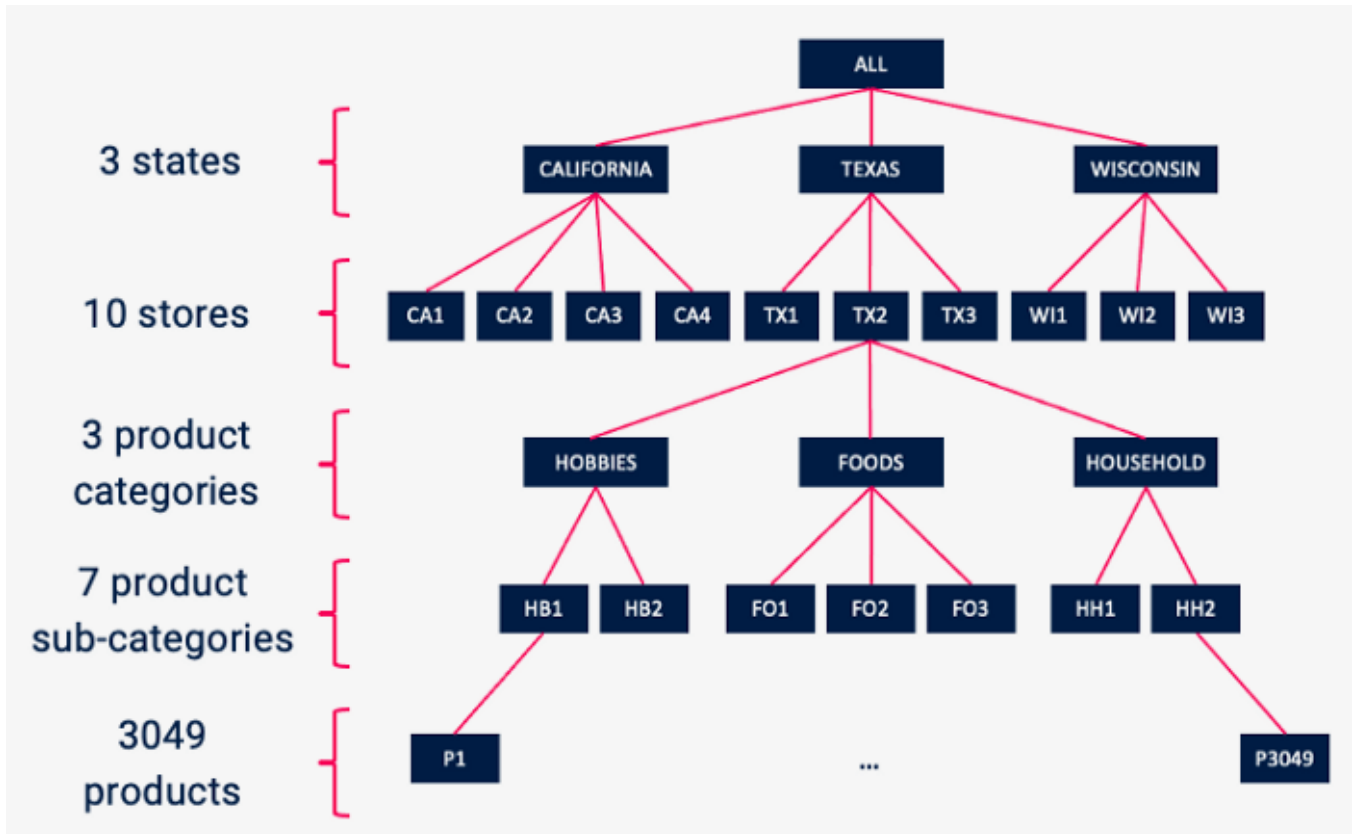 ALL
3 states
CALIFORNIA TEXAS WISCONSIN
10 stores
CA1 CA2 CA3 CA4 TX1 TX2 TX3 WI1 WI2 WI3
3 product
categories
HOBBIES FOODS HOUSEHOLD
7 product
sub-categories
HB1 HB2 FO1 FO2 FO3 HH1 HH2
3049
products
P1 ... P3049